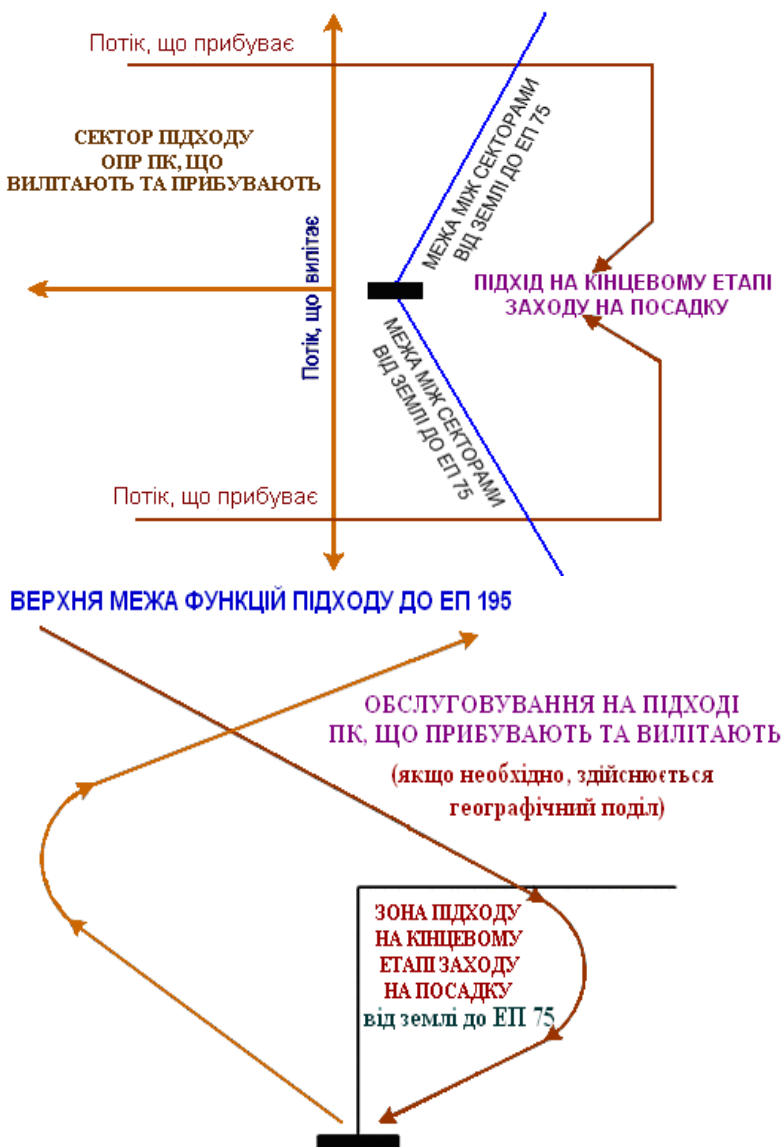 Потік, що прибуває
СЕКТОР ПІДХОДУ
ОПР ПК, ЩО
ВИЛІТАЮТЬ ТА ПРИБУВАЮТЬ
Потік, що вилітає
МЕЖА МІЖ СЕКТОРАМИ
ВІД ЗЕМЛІ ДО ЕП 75
ПІДХІД НА КІНЦЕВОМУ ЕТАПІ
ЗАХОДУ НА ПОСАДКУ
МЕЖА МІЖ СЕКТОРАМИ
ВІД ЗЕМЛІ ДО ЕП 75
Потік, що прибуває
ВЕРХНЯ МЕЖА ФУНКЦІЙ ПІДХОДУ ДО ЕП 195
ОБСЛУГОВУВАННЯ НА ПІДХОДІ
ПК, ЩО ПРИБУВАЮТЬ ТА ВИЛІТАЮТЬ
(якщо необхідно, здійснюється
географічний поділ)
ЗОНА ПІДХОДУ
НА КІНЦЕВОМУ
ЕТАПІ ЗАХОДУ
НА ПОСАДКУ
від землі до ЕП 75